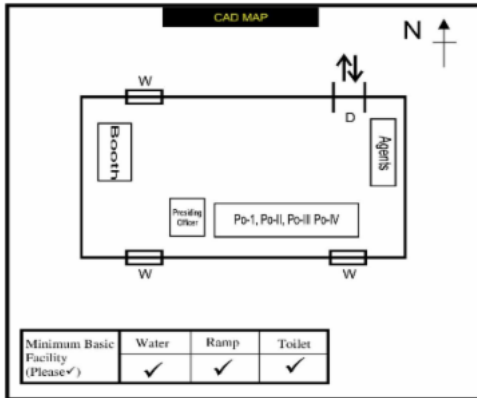 CAD MAP
N
W
D
Booth
Agents
Presiding
Officer
Po-1, Po-II, Po-III Po-IV
W
W
Minimum Basic
Facility
(Please✓)
Water
Ramp
Toilet
✓
✓
✓